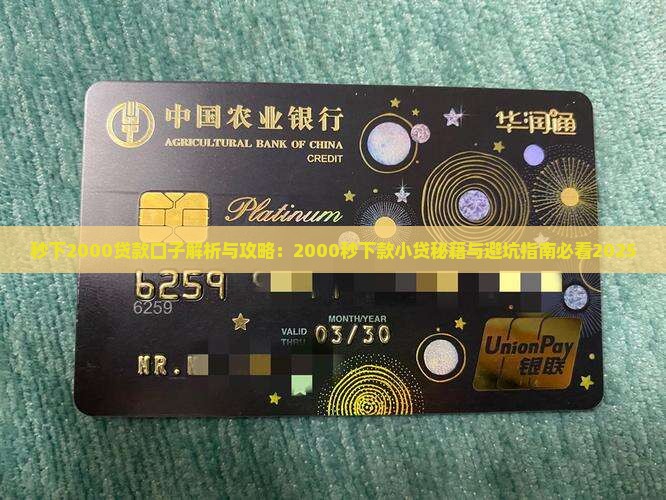 中国农业银行
AGRICULTURAL BANK OF CHINA
CREDIT
华润通
Platinum
秒下2000贷款口子解析与攻略：2000秒下款小贷秘籍与避坑指南必看2025
6259
6259
MONTH/YEAR
VALID THRU 03/30
MR.
UnionPay
银联